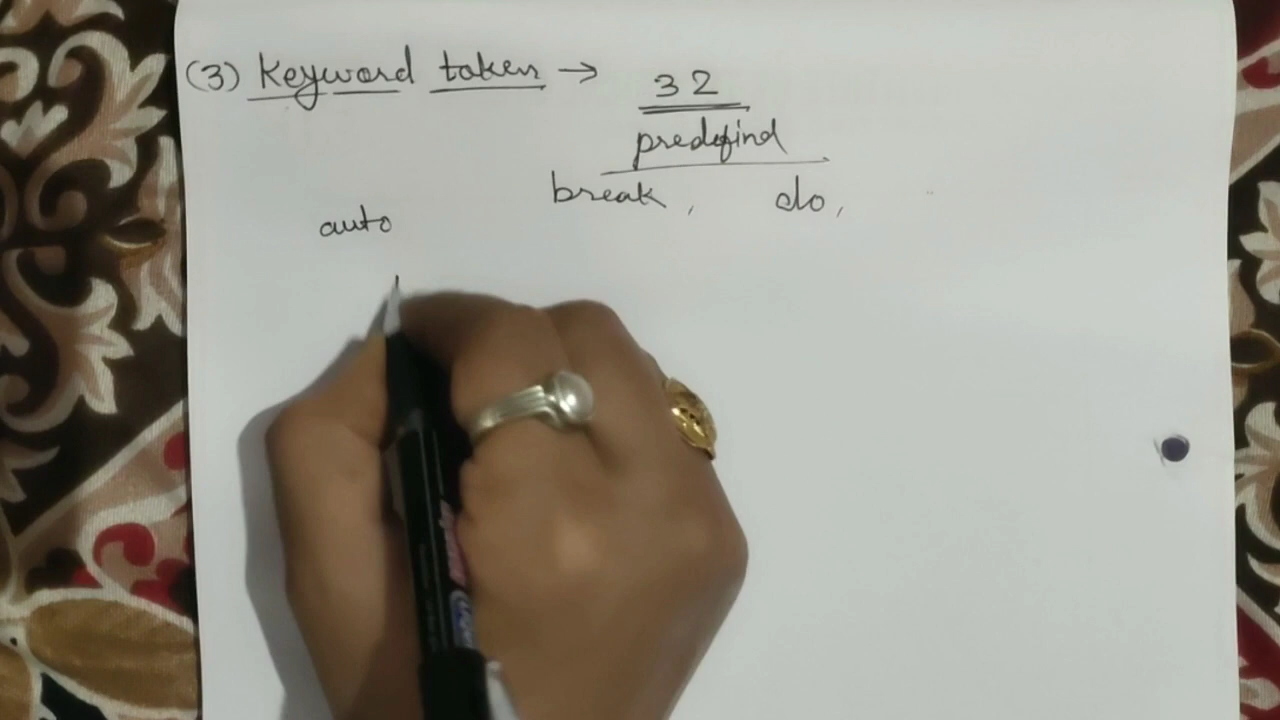 (3) Keyword token → 32
predefind
break, do,
auto